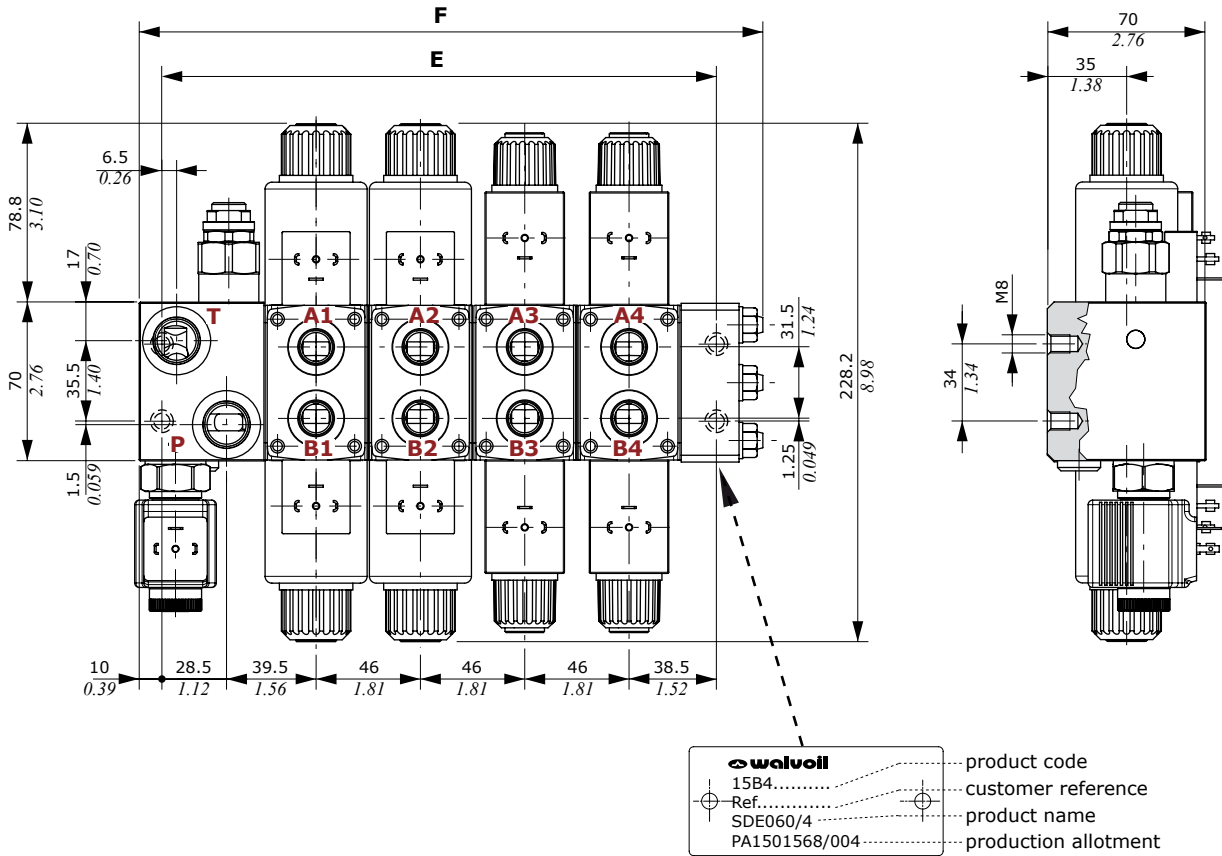 F
70
2.76
E
35
1.38
6.5
0.26
78.8
3.10
17
0.70
T
A1
A2
A3
A4
31.5
1.24
M8
70
2.76
35.5
1.40
228.2
8.98
34
1.34
P
B1
B2
B3
B4
1.5
0.059
1.25
0.049
10
0.39
28.5
1.12
39.5
1.56
46
1.81
46
1.81
46
1.81
38.5
1.52
walvoil
15B4.......... product code
Ref............. customer reference
SDE060/4 product name
PA1501568/004 production allotment